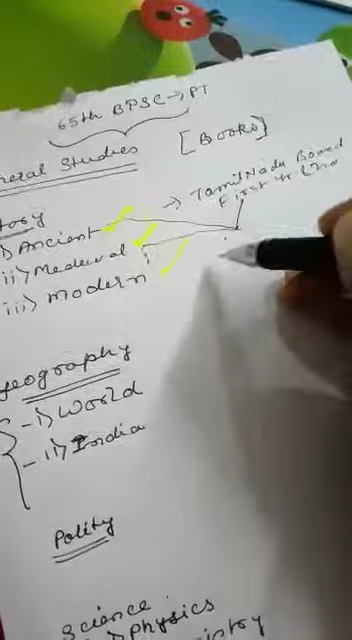 65th BPSC → PT
General Studies [Books]
→ Tamil Nadu Board
First
History
i) Ancient
ii) Medieval
iii) Modern
Geography
- i) World
- ii) India
Polity
Science
Physics